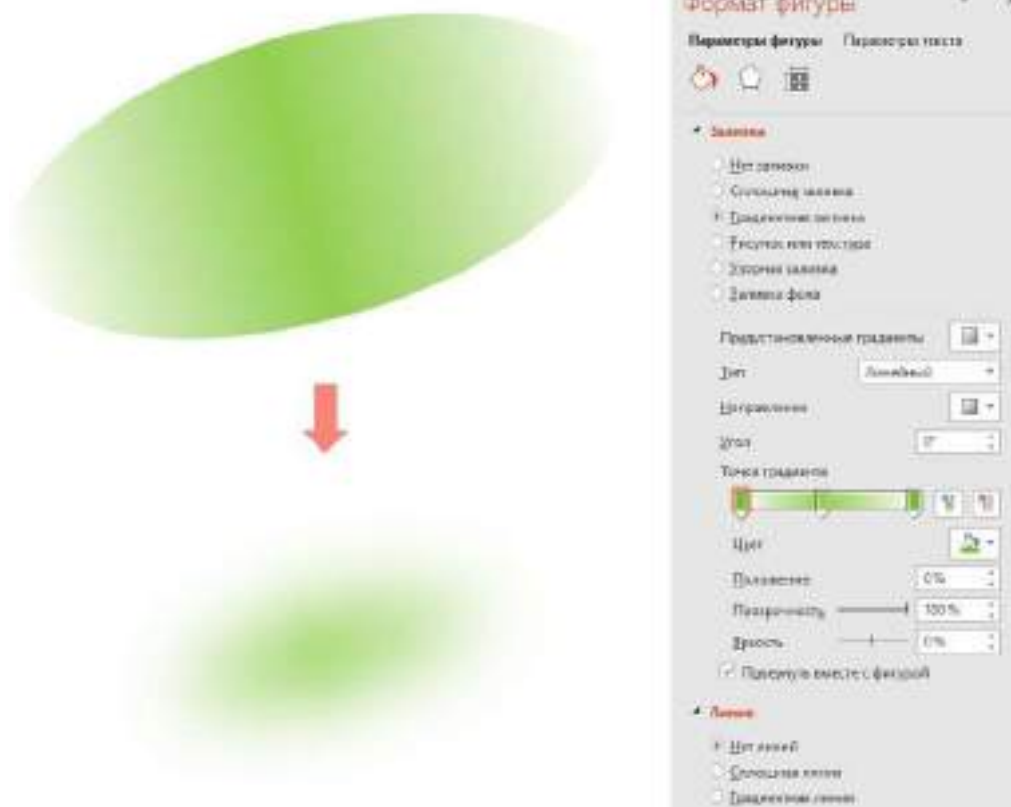 Формат фигуры
Параметры фигуры Параметры текста
Заливка
Нет заливки
Сплошная заливка
Градиентная заливка
Рисунок или текстура
Узорная заливка
Заливка фона
Предустановленные градиенты
Тип Линейный
Направление
Угол 0°
Точки градиента
Цвет
Положение 0%
Прозрачность 100%
Яркость 0%
Повернуть вместе с фигурой
Линия
Нет линий
Сплошная линия
Градиентная линия